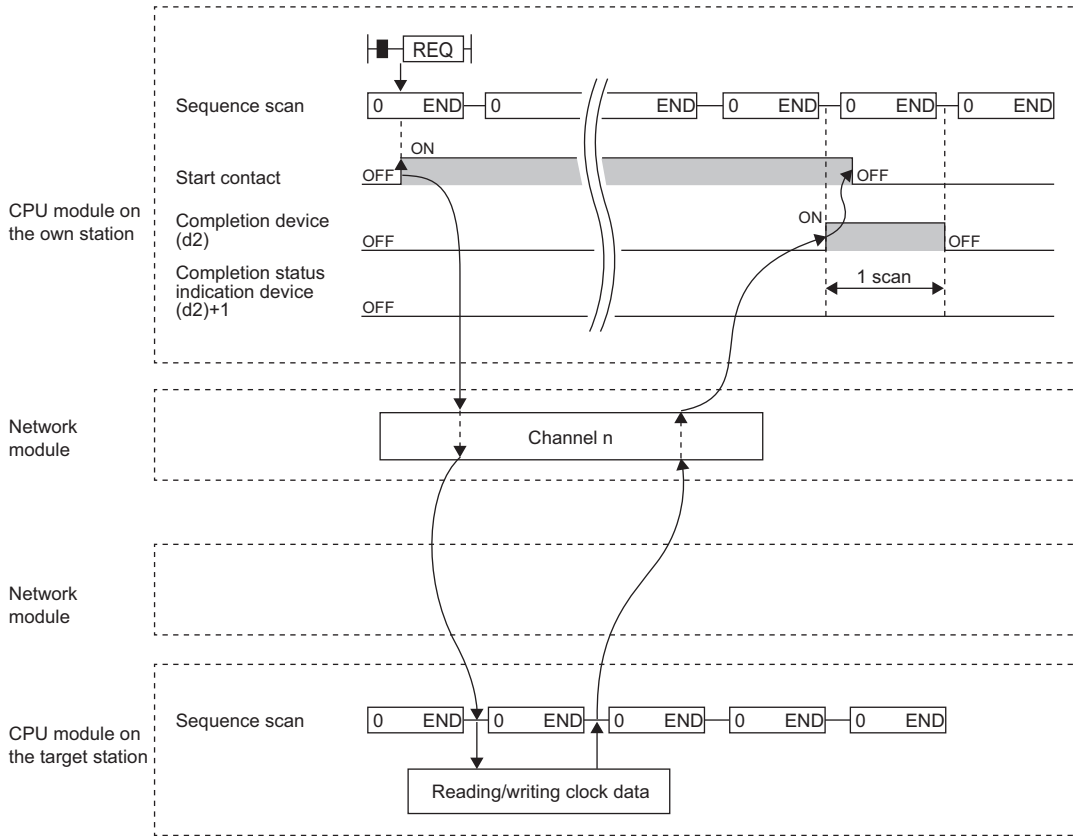 REQ
Sequence scan
0 END 0 END 0 END 0 END 0 END
ON
Start contact
OFF
OFF
CPU module on
the own station
Completion device
(d2)
ON
OFF
OFF
Completion status
indication device
(d2)+1
1 scan
OFF
Network
module
Channel n
Network
module
CPU module on
the target station
Sequence scan
0 END 0 END 0 END 0 END 0 END
Reading/writing clock data